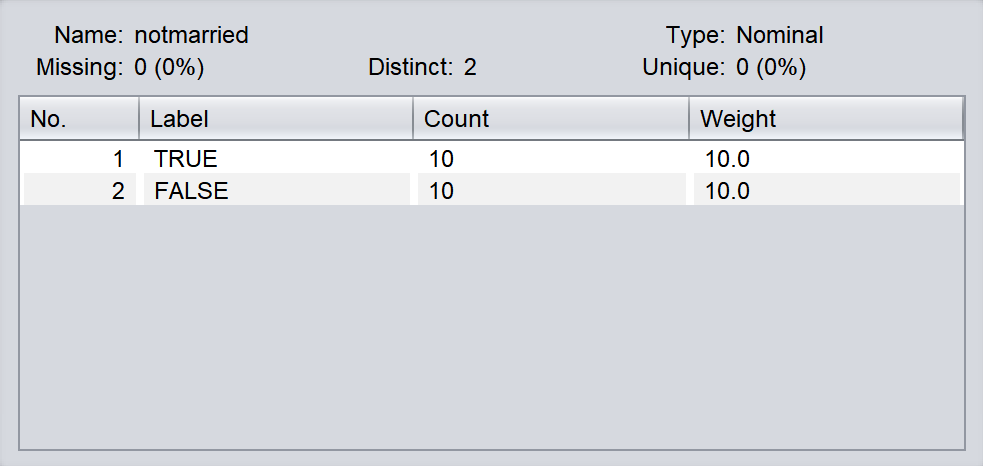 Name: notmarried Type: Nominal
Missing: 0 (0%) Distinct: 2 Unique: 0 (0%)
No. Label Count Weight
1 TRUE 10 10.0
2 FALSE 10 10.0